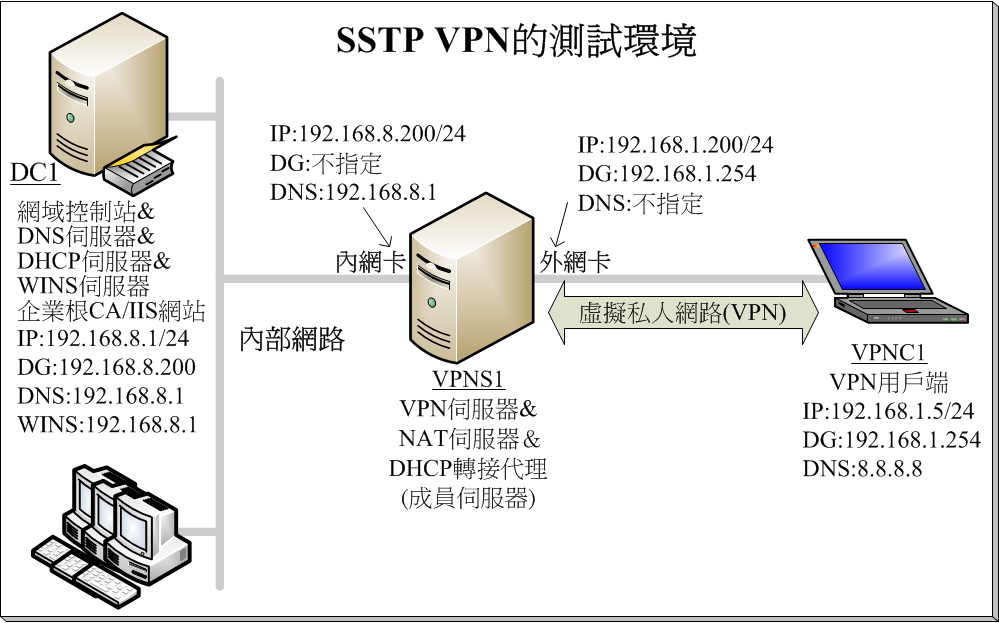 SSTP VPN的測試環境
DC1
網域控制站&
DNS伺服器&
DHCP伺服器&
WINS伺服器
企業根CA/IIS網站
IP:192.168.8.1/24
DG:192.168.8.200
DNS:192.168.8.1
WINS:192.168.8.1
內部網路
IP:192.168.8.200/24
DG:不指定
DNS:192.168.8.1
內網卡
IP:192.168.1.200/24
DG:192.168.1.254
DNS:不指定
外網卡
VPNS1
VPN伺服器&
NAT伺服器＆
DHCP轉接代理
(成員伺服器)
虛擬私人網路(VPN)
VPNC1
VPN用戶端
IP:192.168.1.5/24
DG:192.168.1.254
DNS:8.8.8.8